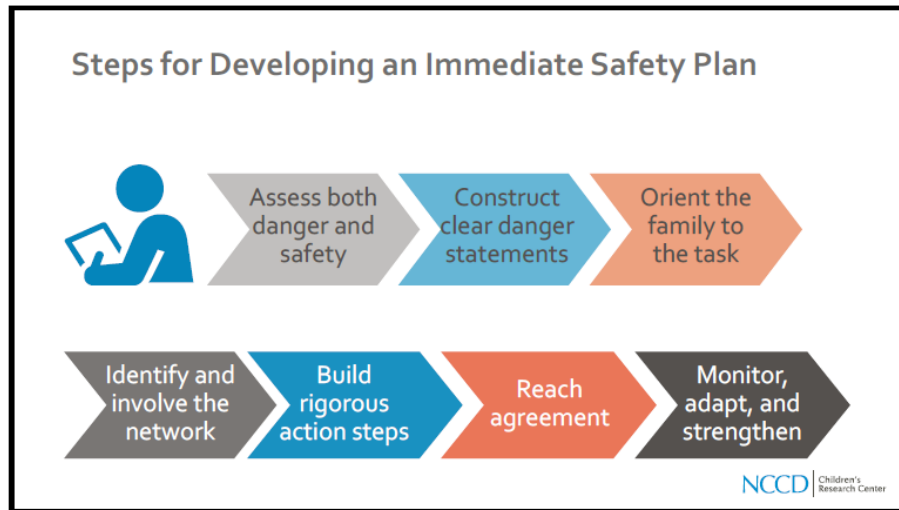 Steps for Developing an Immediate Safety Plan
Assess both
danger and
safety
Construct
clear danger
statements
Orient the
family to
the task
Identify and
involve the
network
Build
rigorous
action steps
Reach
agreement
Monitor,
adapt, and
strengthen
NCCD
Children's
Research Center